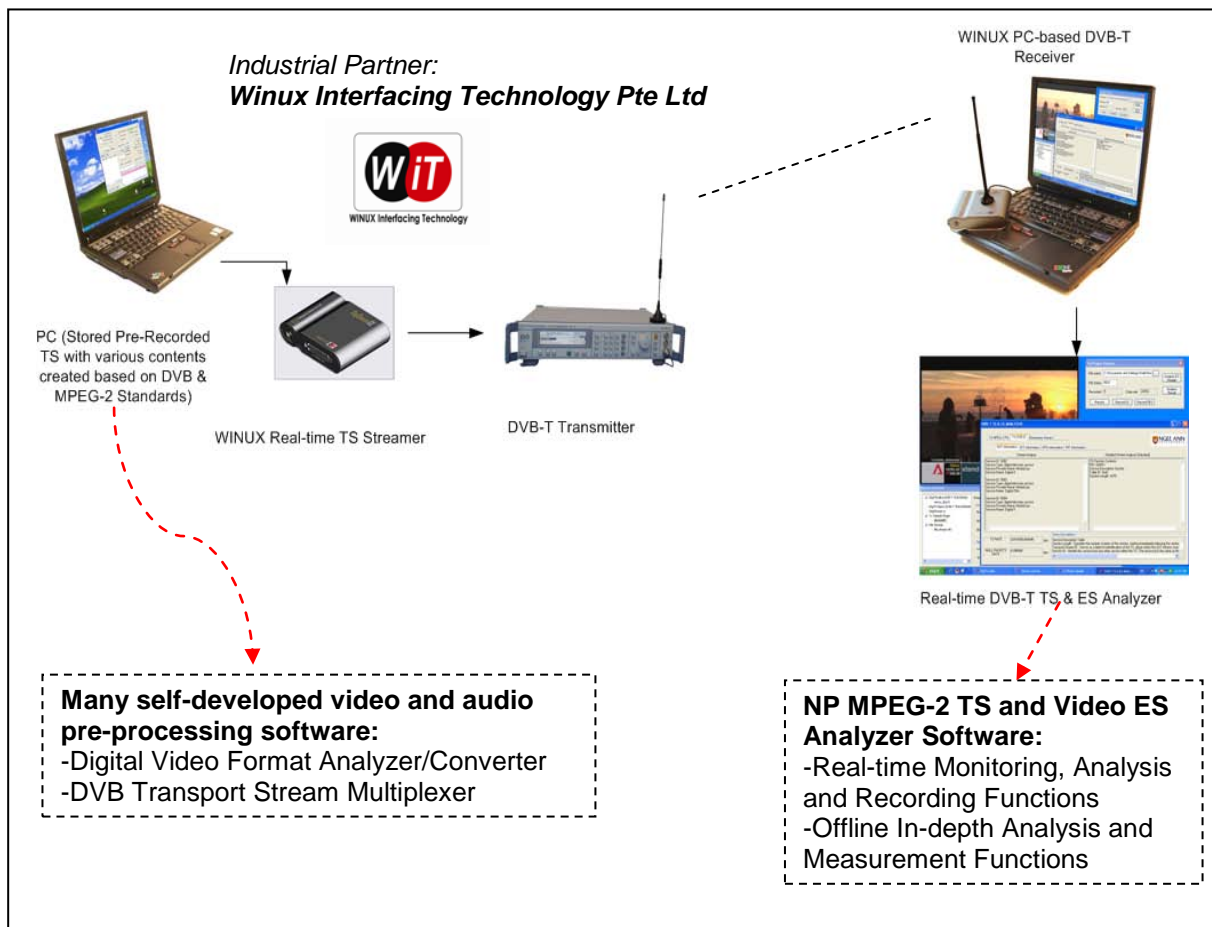 WINUX PC-based DVB-T
Receiver
Industrial Partner:
Winux Interfacing Technology Pte Ltd
WiT
WINUX Interfacing Technology
PC (Stored Pre-Recorded
TS with various contents
created based on DVB &
MPEG-2 Standards)
WINUX Real-time TS Streamer
DVB-T Transmitter
NGEE ANN
Real-time DVB-T TS & ES Analyzer
Many self-developed video and audio
pre-processing software:
-Digital Video Format Analyzer/Converter
-DVB Transport Stream Multiplexer
NP MPEG-2 TS and Video ES
Analyzer Software:
-Real-time Monitoring, Analysis
and Recording Functions
-Offline In-depth Analysis and
Measurement Functions